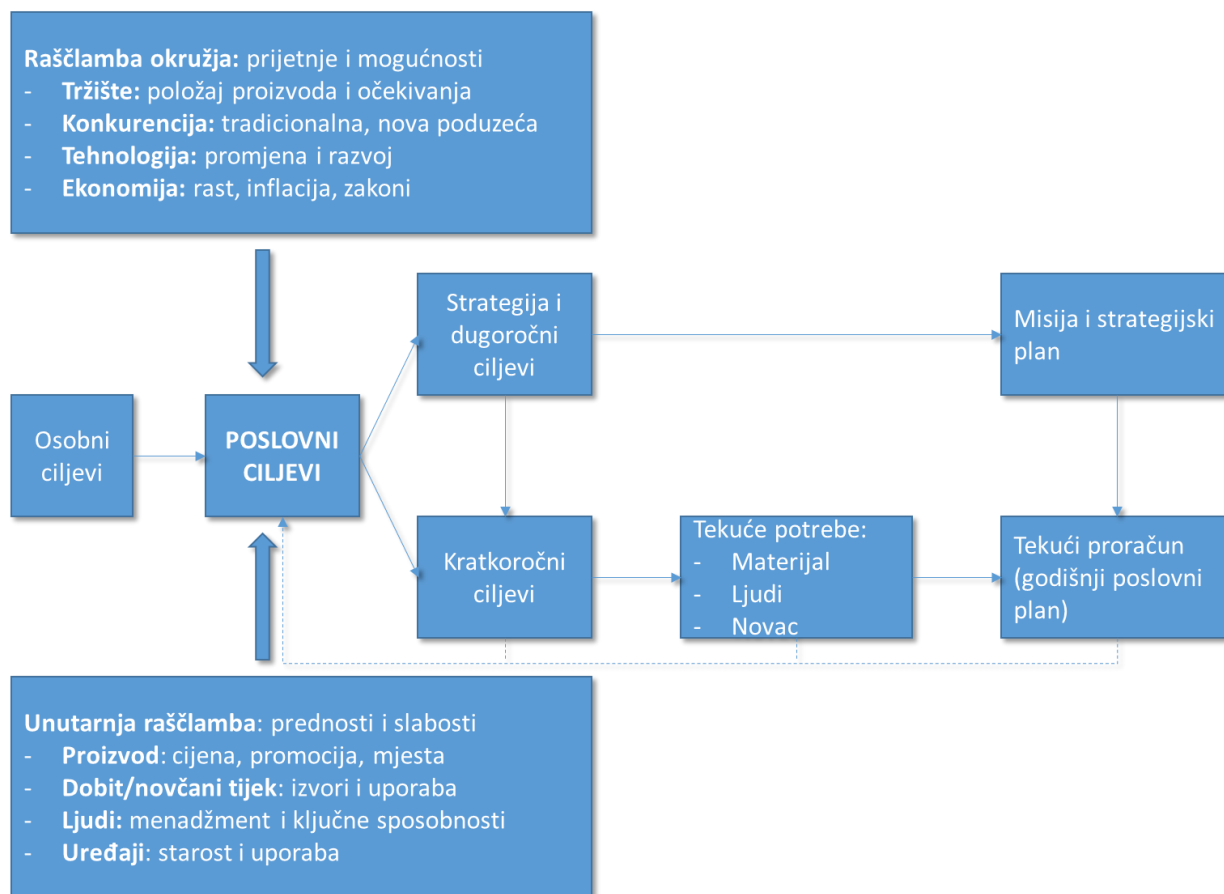 Raščlamba okružja: prijetnje i mogućnosti
- Tržište: položaj proizvoda i očekivanja
- Konkurencija: tradicionalna, nova poduzeća
- Tehnologija: promjena i razvoj
- Ekonomija: rast, inflacija, zakoni
Strategija i
dugoročni
ciljevi
Misija i strategijski
plan
Osobni
ciljevi
POSLOVNI
CILJEVI
Kratkoročni
ciljevi
Tekuće potrebe:
- Materijal
- Ljudi
- Novac
Tekući proračun
(godišnji poslovni
plan)
Unutarnja raščlamba: prednosti i slabosti
- Proizvod: cijena, promocija, mjesta
- Dobit/novčani tijek: izvori i uporaba
- Ljudi: menadžment i ključne sposobnosti
- Uređaji: starost i uporaba